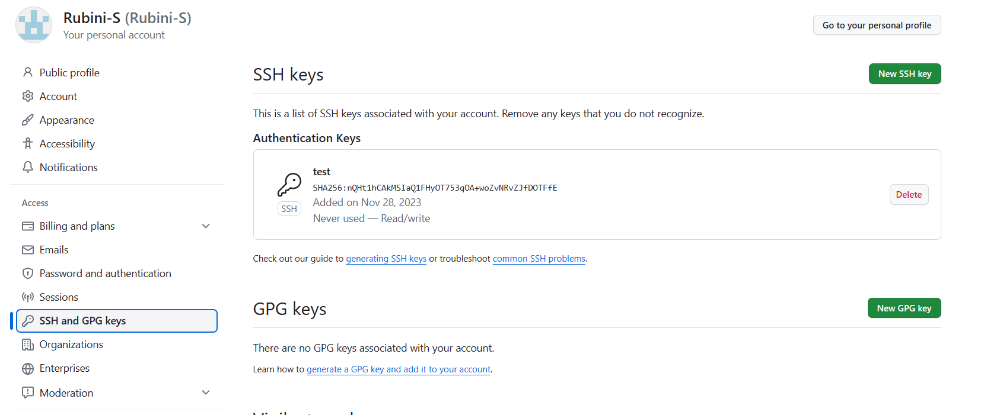 Rubini-S (Rubini-S)
Your personal account
Go to your personal profile
Public profile
Account
Appearance
Accessibility
Notifications
Access
Billing and plans
Emails
Password and authentication
Sessions
SSH and GPG keys
Organizations
Enterprises
Moderation
SSH keys
New SSH key
This is a list of SSH keys associated with your account. Remove any keys that you do not recognize.
Authentication Keys
test
SHA256:nQHt1hCAkMSIaQ1FHyOT753qOA+woZvNRvZJfDOTFfE
Added on Nov 28, 2023
Never used — Read/write
SSH
Delete
Check out our guide to generating SSH keys or troubleshoot common SSH problems.
GPG keys
New GPG key
There are no GPG keys associated with your account.
Learn how to generate a GPG key and add it to your account.